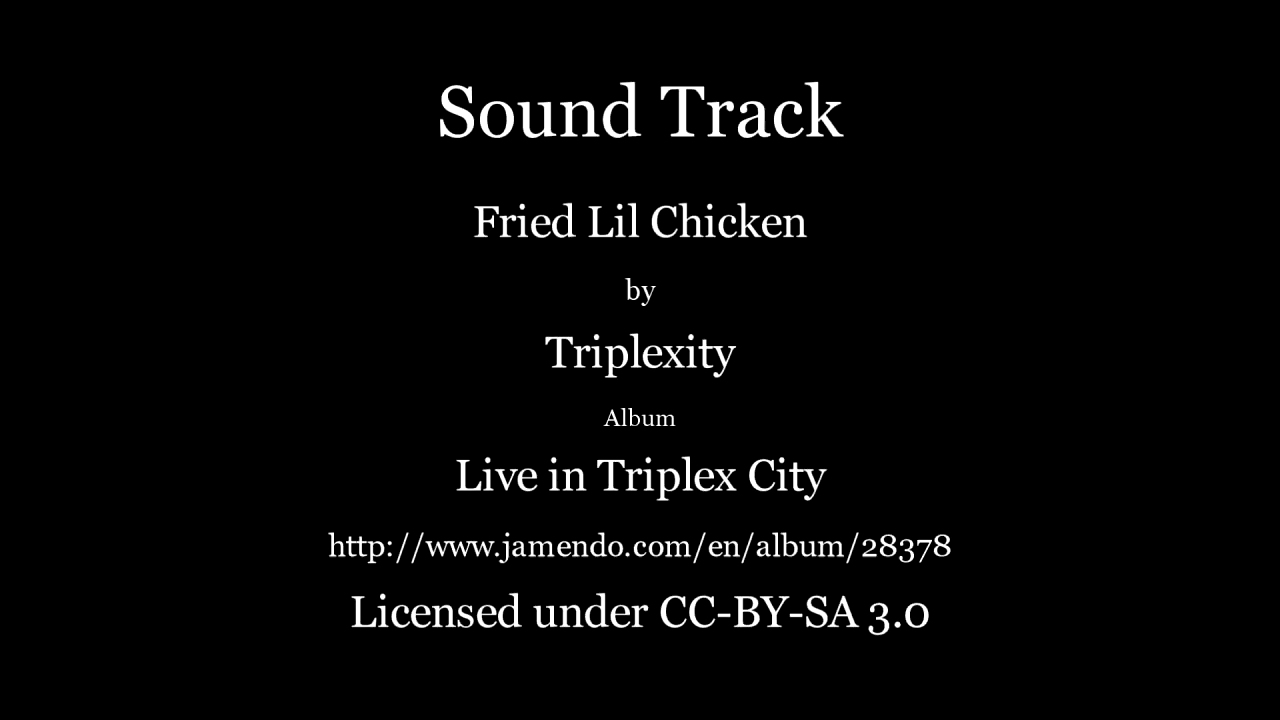 Sound Track
Fried Lil Chicken
by
Triplexity
Album
Live in Triplex City
http://www.jamendo.com/en/album/28378
Licensed under CC-BY-SA 3.0